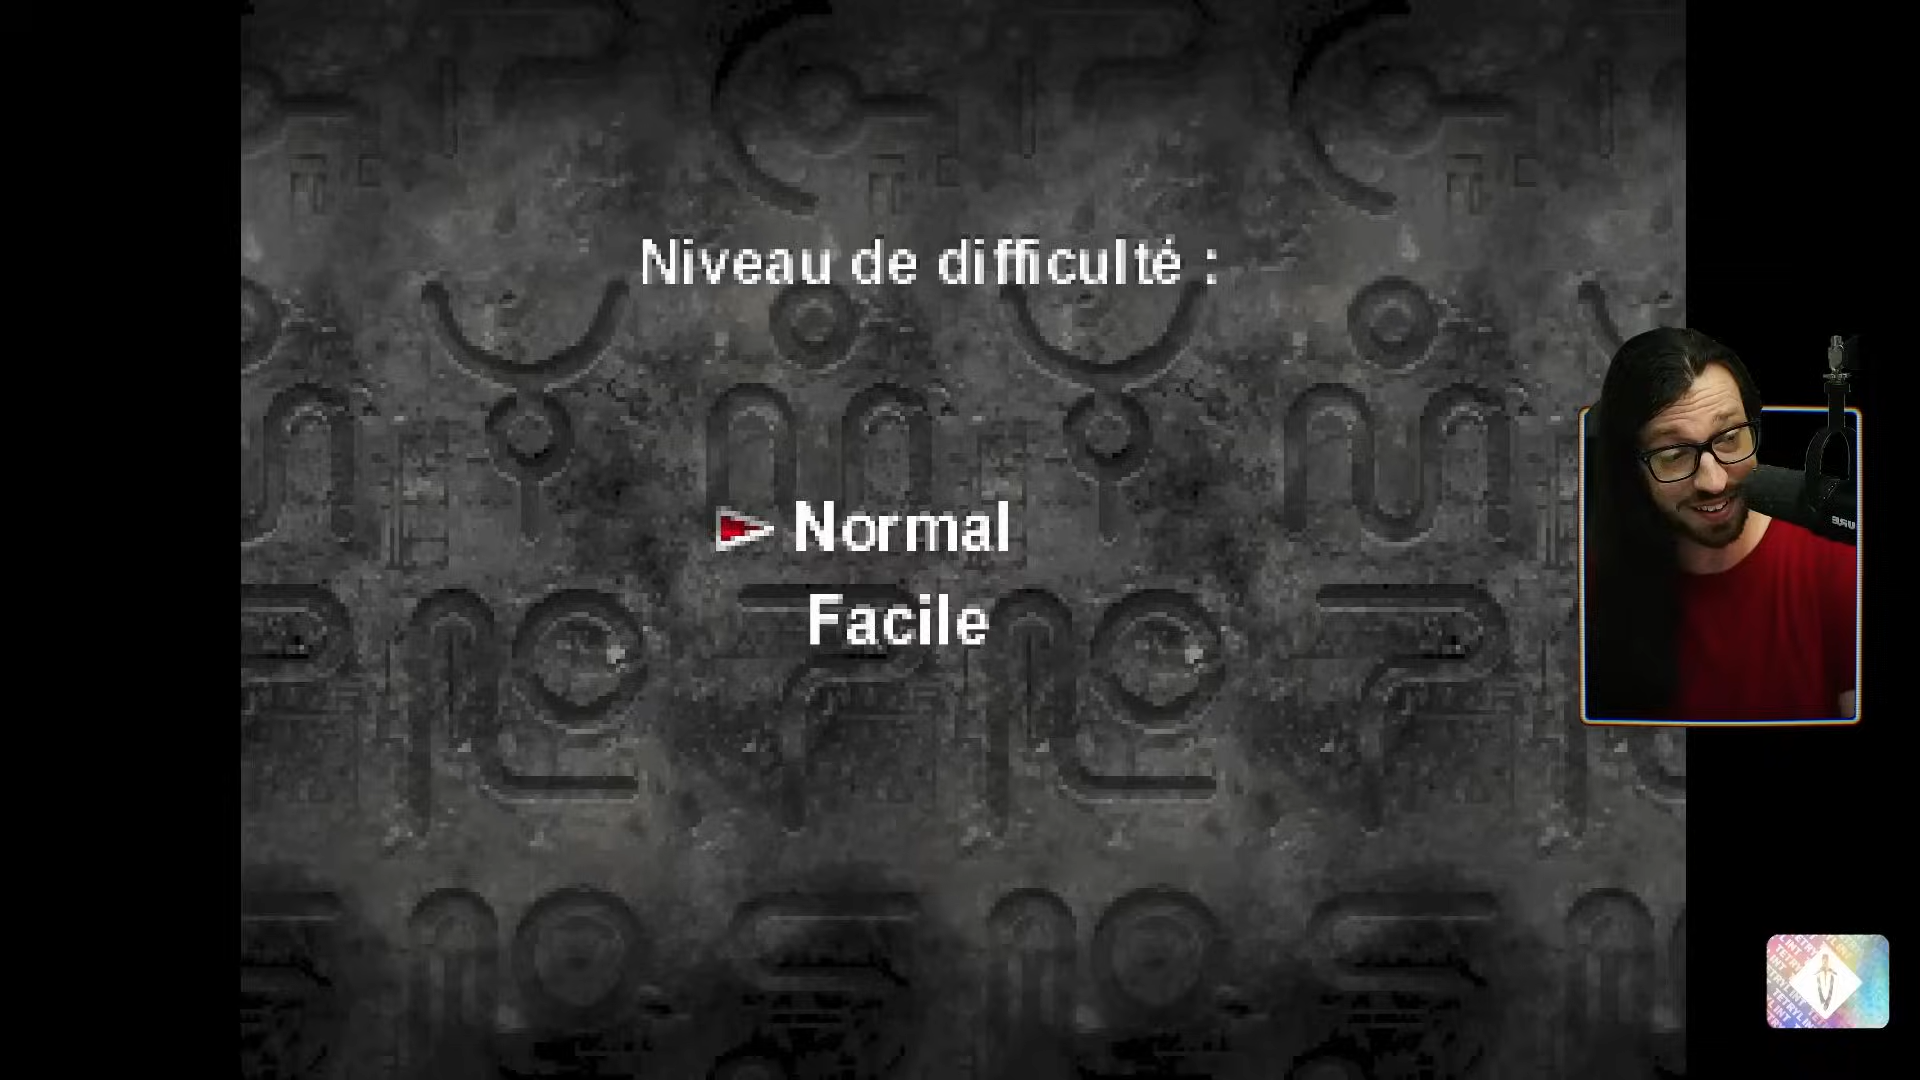 Niveau de difficulté :
Normal
Facile